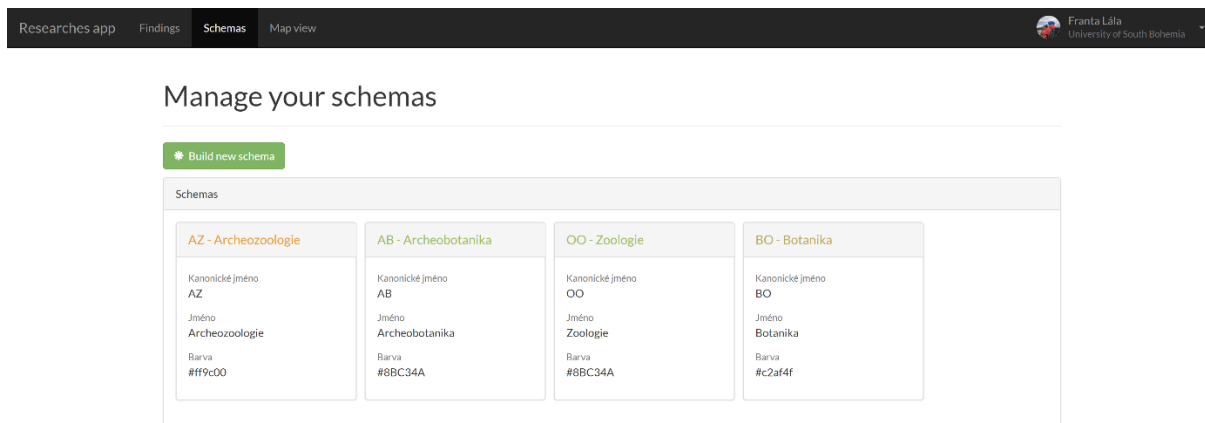 Researches app Findings Schemas Map view Franta Lála
University of South Bohemia
Manage your schemas
Build new schema
Schemas
AZ - Archeozoologie
Kanonické jméno
AZ
Jméno
Archeozoologie
Barva
#ff9c00
AB - Archeobotanika
Kanonické jméno
AB
Jméno
Archeobotanika
Barva
#8BC34A
OO - Zoologie
Kanonické jméno
OO
Jméno
Zoologie
Barva
#8BC34A
BO - Botanika
Kanonické jméno
BO
Jméno
Botanika
Barva
#c2af4f